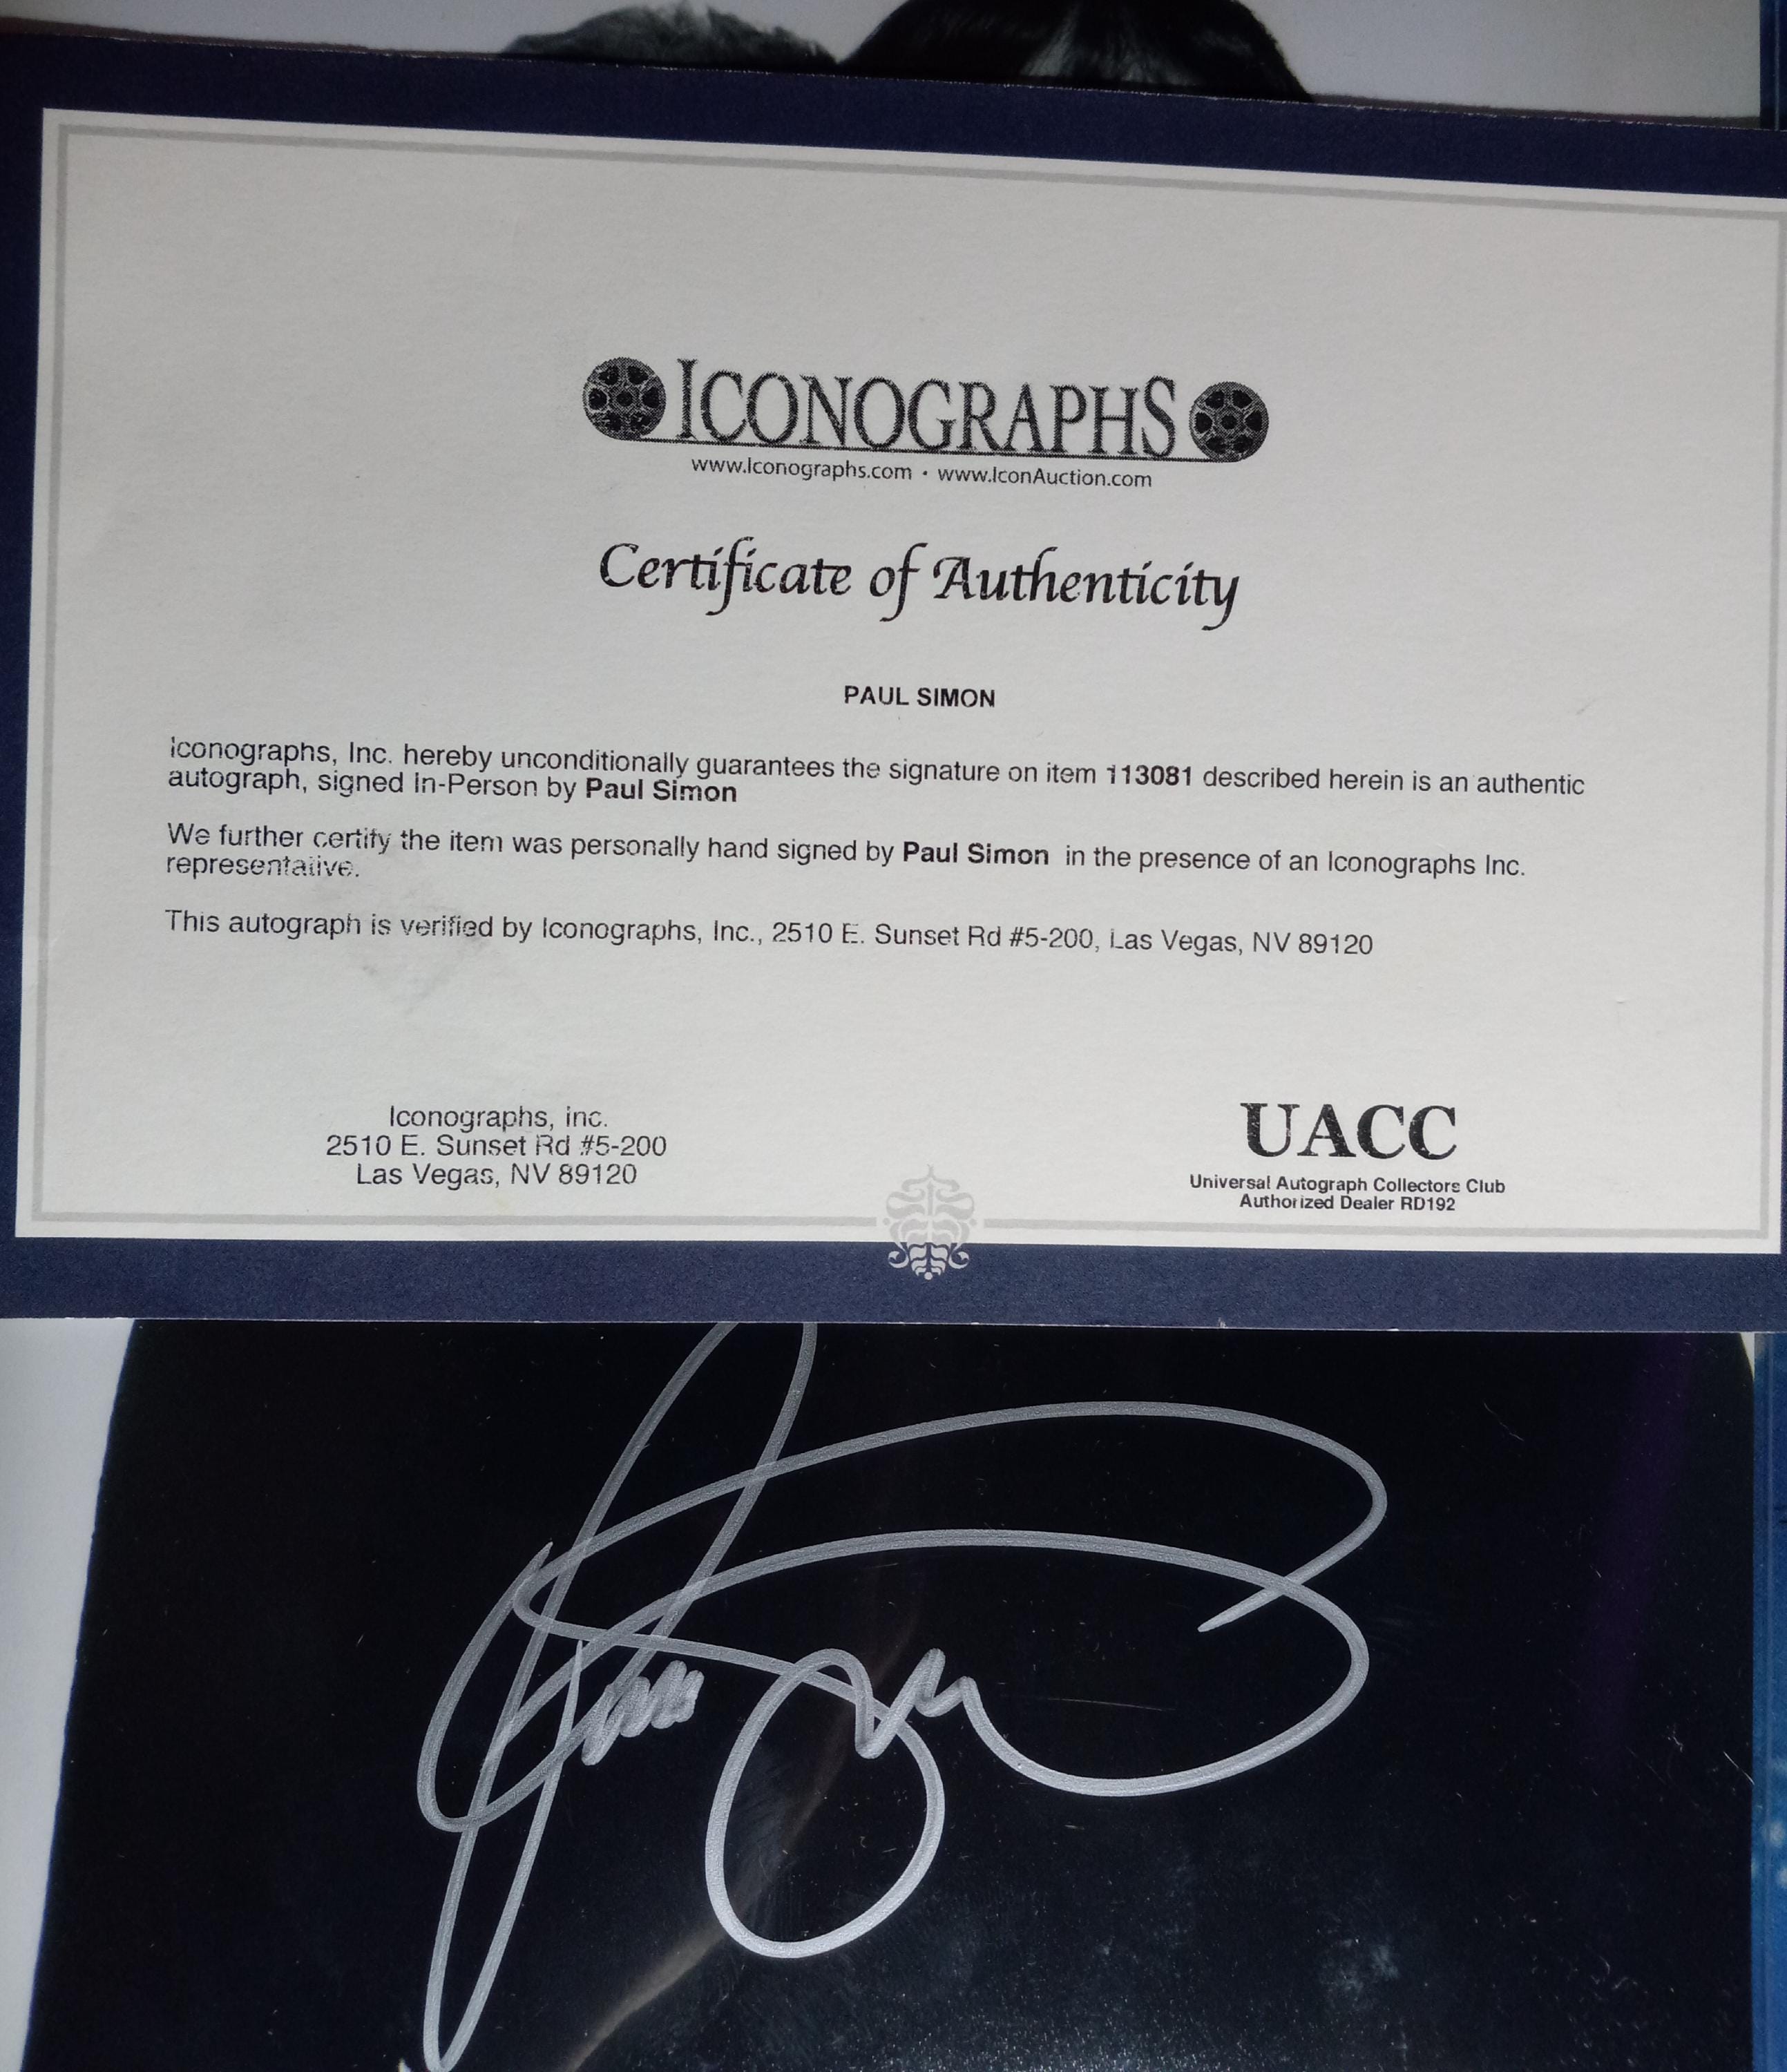 ICONOGRAPHS
www.Iconographs.com · www.IconAuction.com
Certificate of Authenticity
PAUL SIMON
Iconographs, Inc. hereby unconditionally guarantees the signature on item 113081 described herein is an authentic
autograph, signed In-Person by Paul Simon
We further certify the item was personally hand signed by Paul Simon in the presence of an Iconographs Inc.
representative.
This autograph is verified by Iconographs, Inc., 2510 E. Sunset Rd #5-200, Las Vegas, NV 89120
Iconographs, inc.
2510 E. Sunset Rd #5-200
Las Vegas, NV 89120
UACC
Universal Autograph Collectors Club
Authorized Dealer RD192